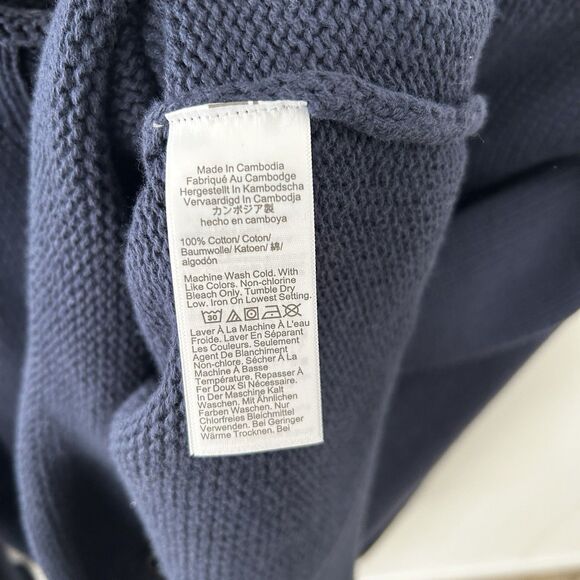 Made In Cambodia
Fabriqué Au Cambodge
Hergestellt In Kambodscha
Vervaardigd In Cambodja
カンボジア製
hecho en camboya
100% Cotton/ Coton/
Baumwolle/ Katoen/ 綿/
algodón
Machine Wash Cold. With
Like Colors. Non-chlorine
Bleach Only. Tumble Dry
Low. Iron On Lowest Setting.
30
Laver À La Machine À L'eau
Froide. Laver En Séparant
Les Couleurs. Seulement
Agent De Blanchiment
Non-chlore. Sécher À La
Machine À Basse
Température. Repasser À
Fer Doux Si Nécessaire.
In Der Maschine Kalt
Waschen. Mit Ähnlichen
Farben Waschen. Nur
Chlorfreies Bleichmittel
Verwenden. Bei Geringer
Wärme Trocknen. Bei